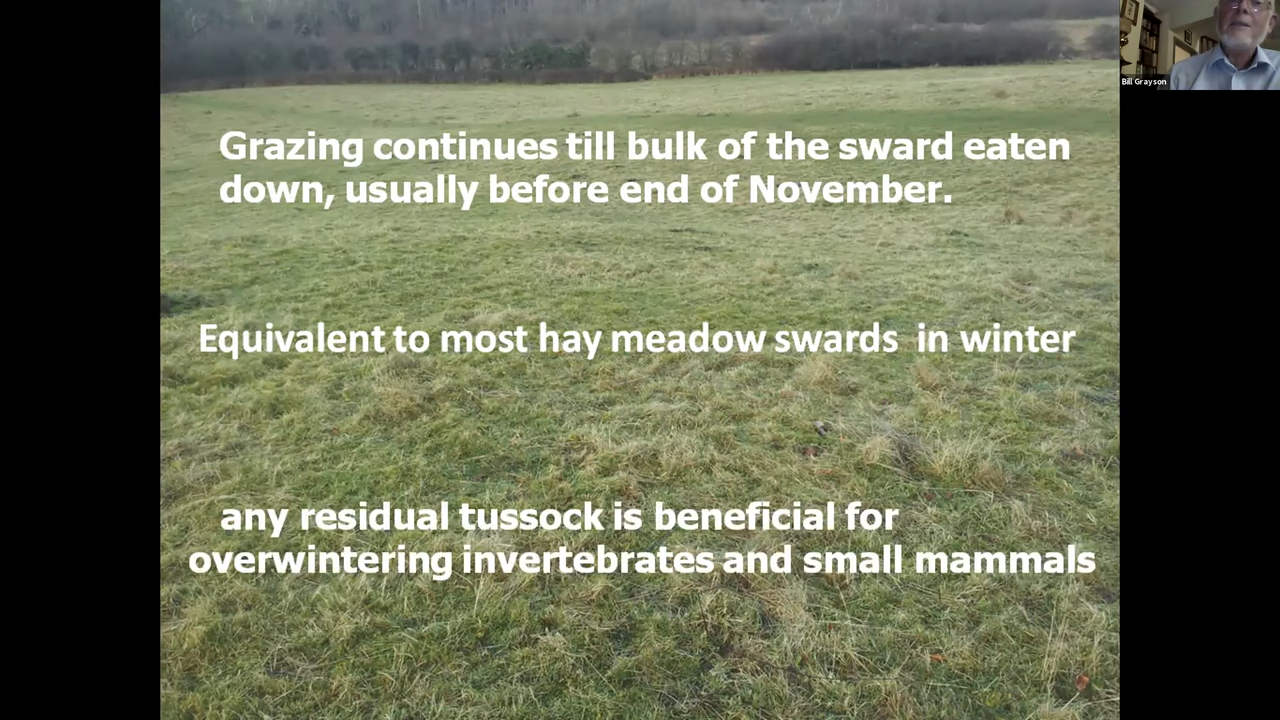 Bill Grayson
Grazing continues till bulk of the sward eaten
down, usually before end of November.
Equivalent to most hay meadow swards in winter
any residual tussock is beneficial for
overwintering invertebrates and small mammals